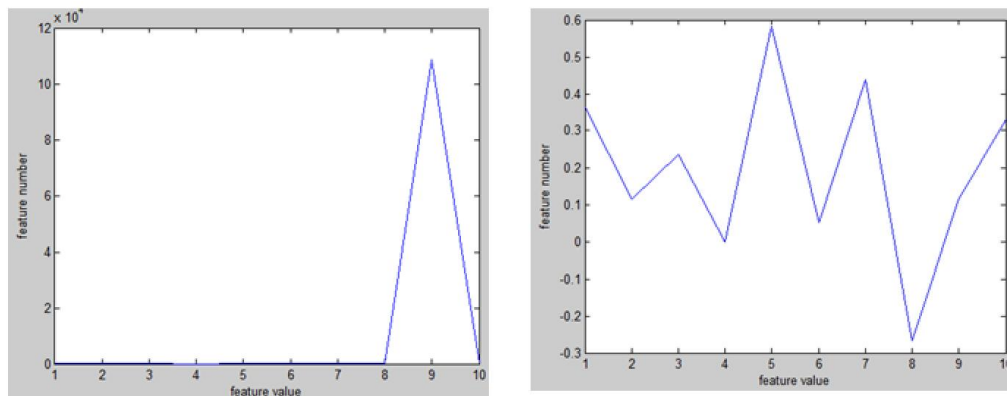 x 10⁴
12
10
8
6
4
2
0
feature number
1 2 3 4 5 6 7 8 9 10
feature value
0.6
0.5
0.4
0.3
0.2
0.1
0
-0.1
-0.2
-0.3
feature number
1 2 3 4 5 6 7 8 9 10
feature value